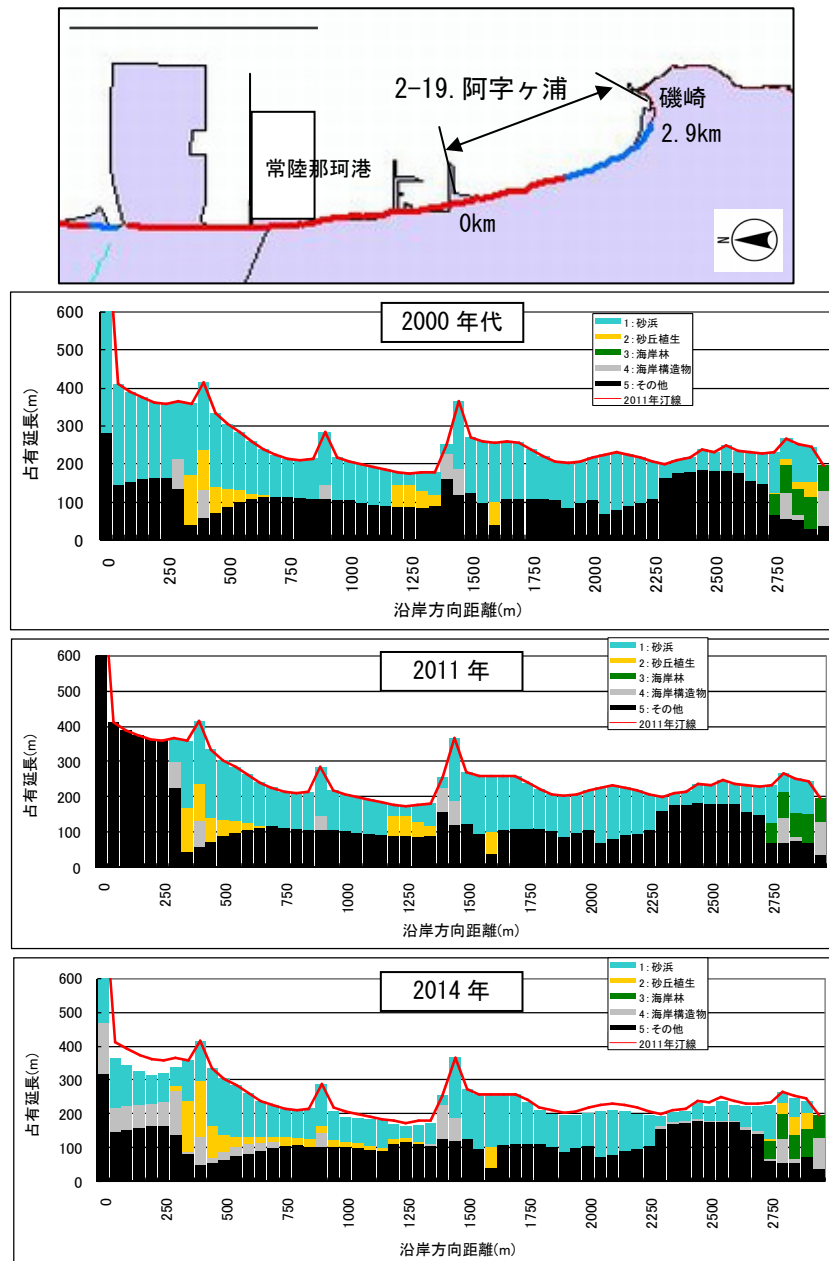 2-19. 阿字ヶ浦
磯崎
2.9km
常陸那珂港
0km
N
2000 年代
600
500
400
300
200
100
0
占有延長(m)
1:砂浜
2:砂丘植生
3:海岸林
4:海岸構造物
5:その他
2011年汀線
0
250
500
750
1000
1250
1500
1750
2000
2250
2500
2750
沿岸方向距離(m)
2011 年
600
500
400
300
200
100
0
占有延長(m)
1:砂浜
2:砂丘植生
3:海岸林
4:海岸構造物
5:その他
2011年汀線
0
250
500
750
1000
1250
1500
1750
2000
2250
2500
2750
沿岸方向距離(m)
2014 年
600
500
400
300
200
100
0
占有延長(m)
1:砂浜
2:砂丘植生
3:海岸林
4:海岸構造物
5:その他
2011年汀線
0
250
500
750
1000
1250
1500
1750
2000
2250
2500
2750
沿岸方向距離(m)